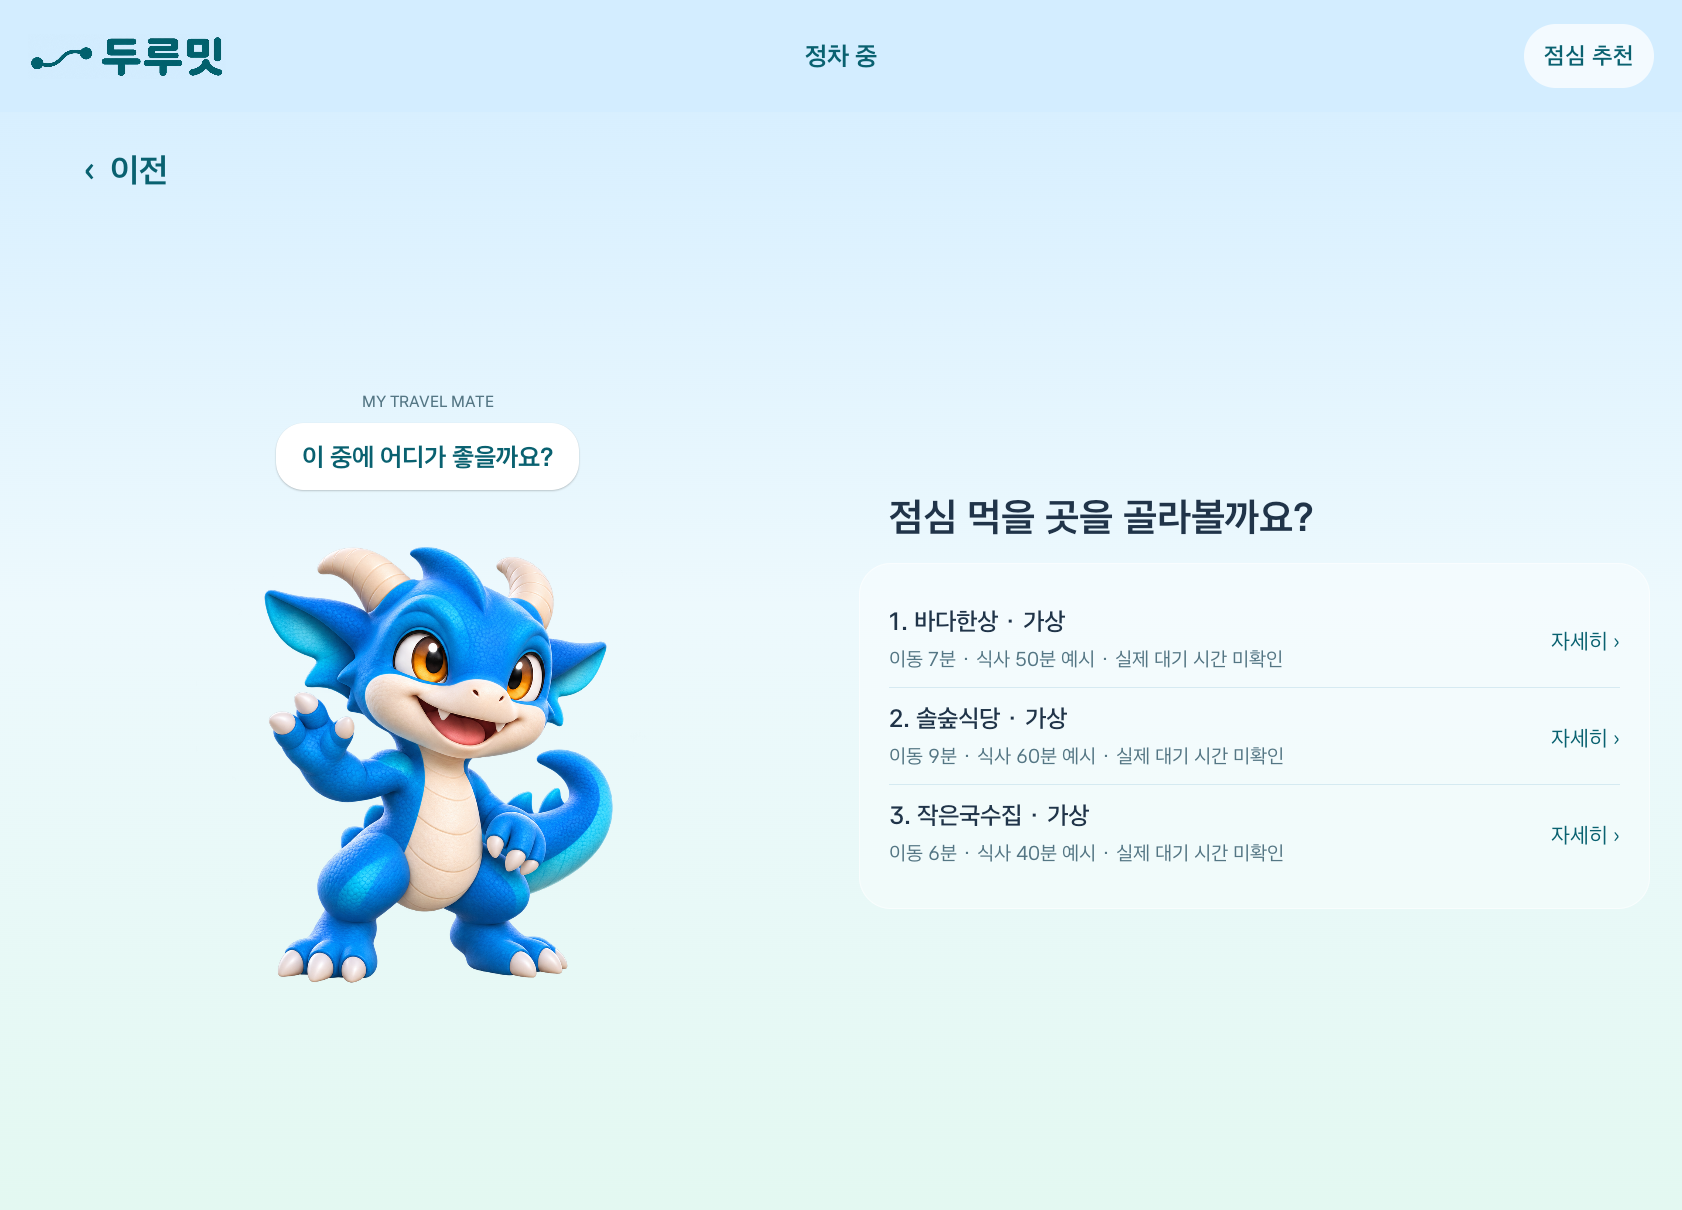 두루밋
정차 중
점심 추천
‹ 이전
MY TRAVEL MATE
이 중에 어디가 좋을까요?
점심 먹을 곳을 골라볼까요?
1. 바다한상 · 가상
이동 7분 · 식사 50분 예시 · 실제 대기 시간 미확인
자세히 ›
2. 솔숲식당 · 가상
이동 9분 · 식사 60분 예시 · 실제 대기 시간 미확인
자세히 ›
3. 작은국수집 · 가상
이동 6분 · 식사 40분 예시 · 실제 대기 시간 미확인
자세히 ›